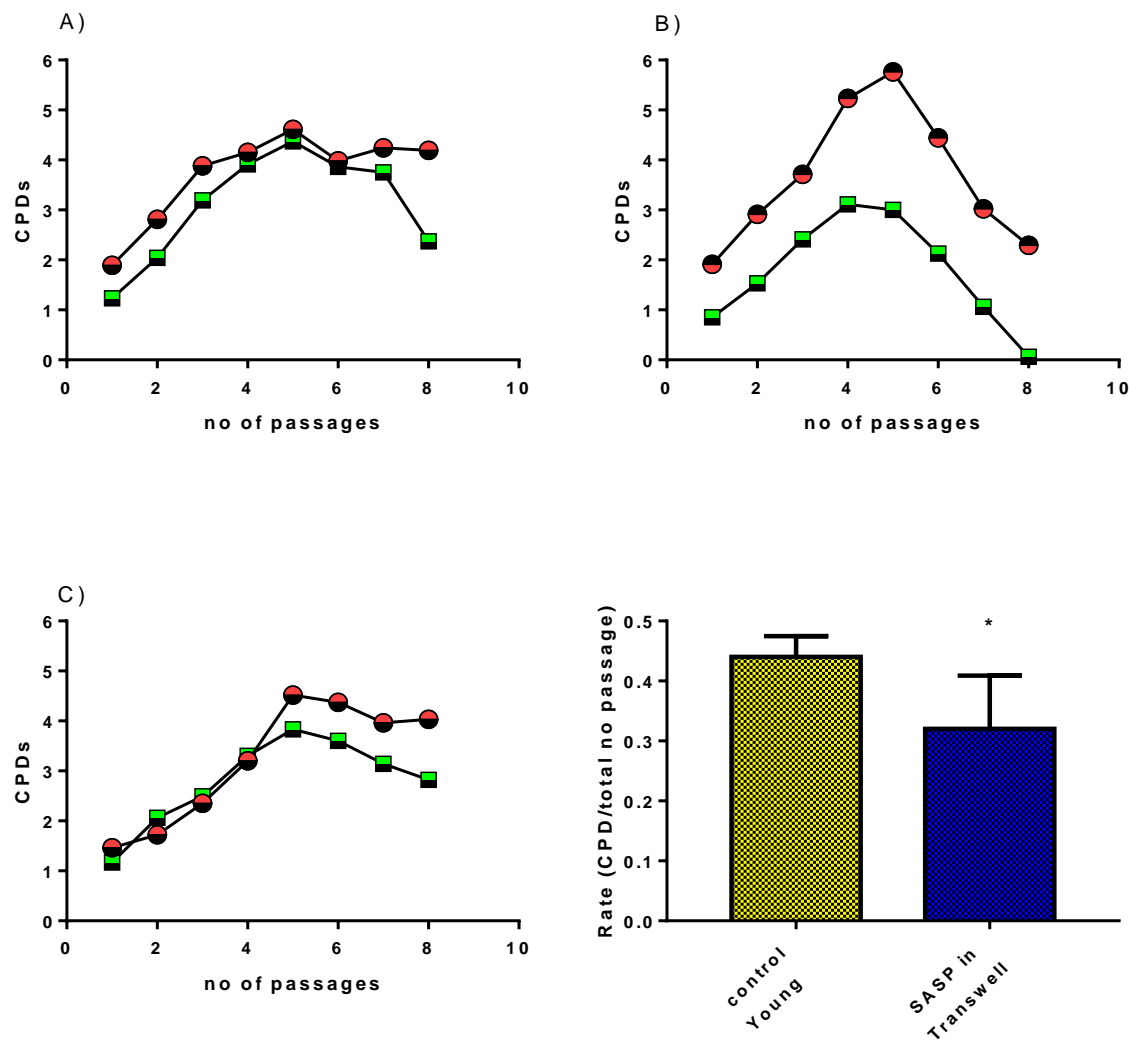 A)
6
5
4
3
2
1
0
CPDs
0 2 4 6 8 10
no of passages
B)
6
5
4
3
2
1
0
CPDs
0 2 4 6 8 10
no of passages
C)
6
5
4
3
2
1
0
CPDs
0 2 4 6 8 10
no of passages
0.5
0.4
0.3
0.2
0.1
0.0
Rate (CPD/total no passage)
*
control
Young
SASP in
Transwell